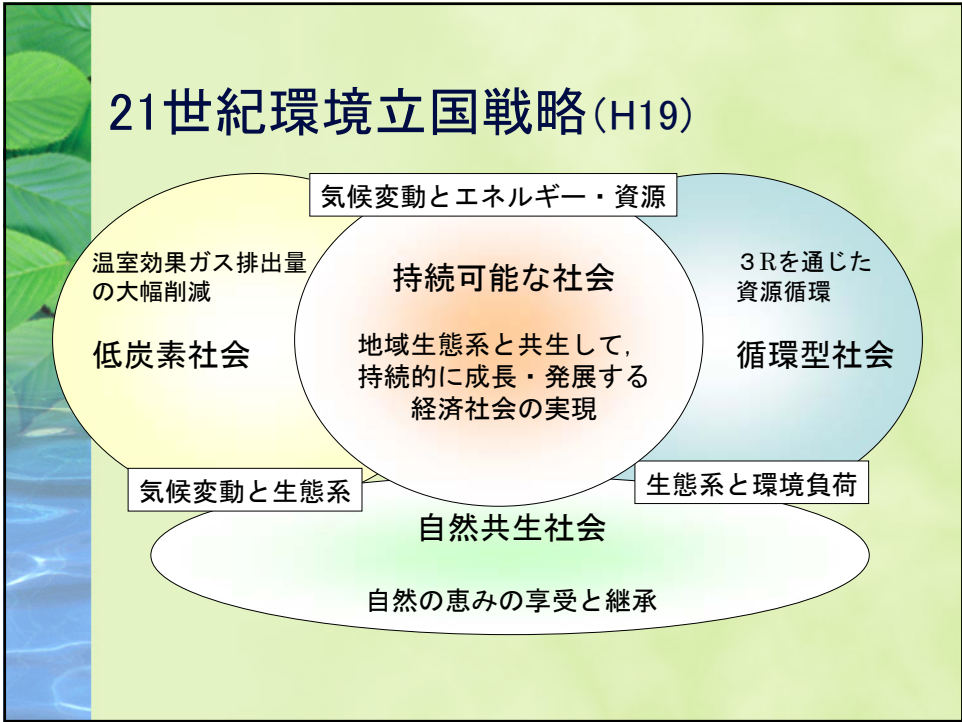 21世紀環境立国戦略(H19)
気候変動とエネルギー・資源
温室効果ガス排出量
の大幅削減
低炭素社会
持続可能な社会
地域生態系と共生して,
持続的に成長・発展する
経済社会の実現
３Rを通じた
資源循環
循環型社会
気候変動と生態系
生態系と環境負荷
自然共生社会
自然の恵みの享受と継承